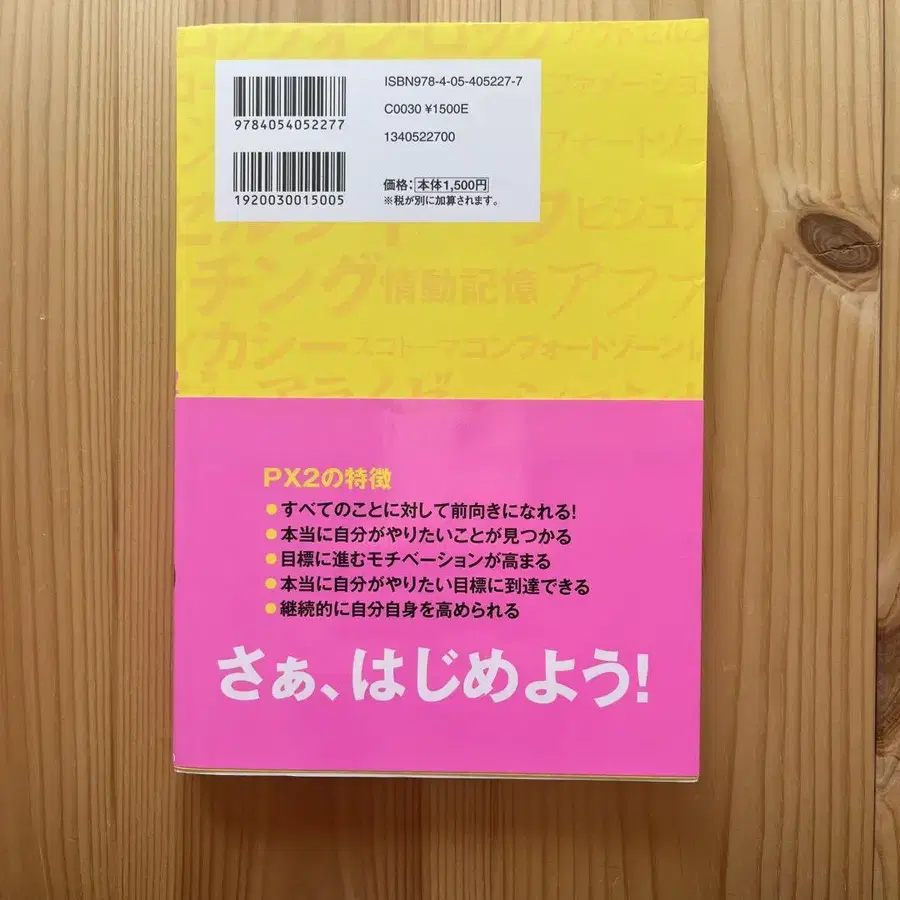 ISBN978-4-05-405227-7
C0030 ¥1500E
1340522700
9784054052277
1920030015005
価格：本体1,500円
※税が別に加算されます。
ビジュア
チング 情動記憶 アファ
ィカシー スコトーマ コンフォートゾーン
PX2の特徴
●すべてのことに対して前向きになれる！
●本当に自分がやりたいことが見つかる
●目標に進むモチベーションが高まる
●本当に自分がやりたい目標に到達できる
●継続的に自分自身を高められる
さぁ、はじめよう！